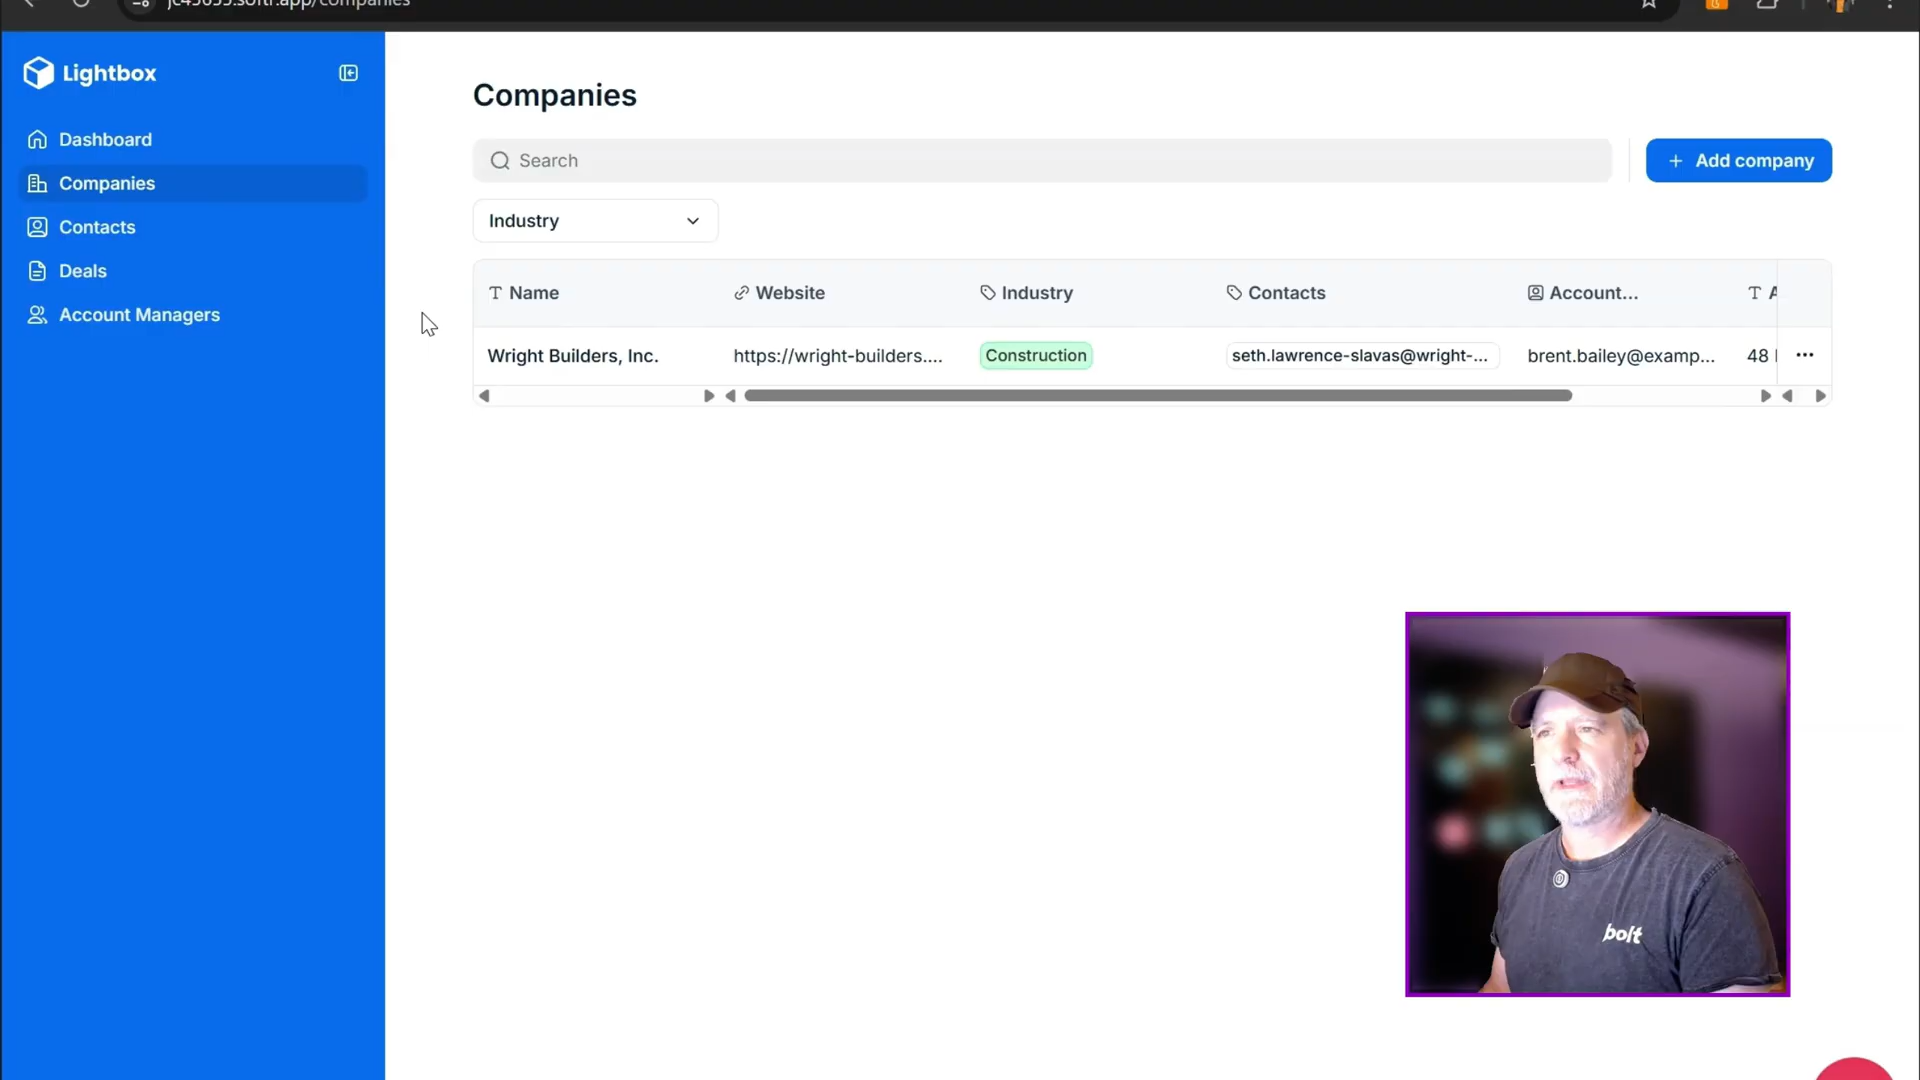 Lightbox
Dashboard
Companies
Contacts
Deals
Account Managers
Companies
Search
+ Add company
Industry
Name
Website
Industry
Contacts
Account...
Wright Builders, Inc.
https://wright-builders....
Construction
seth.lawrence-slavas@wright-...
brent.bailey@examp...
48
bolt